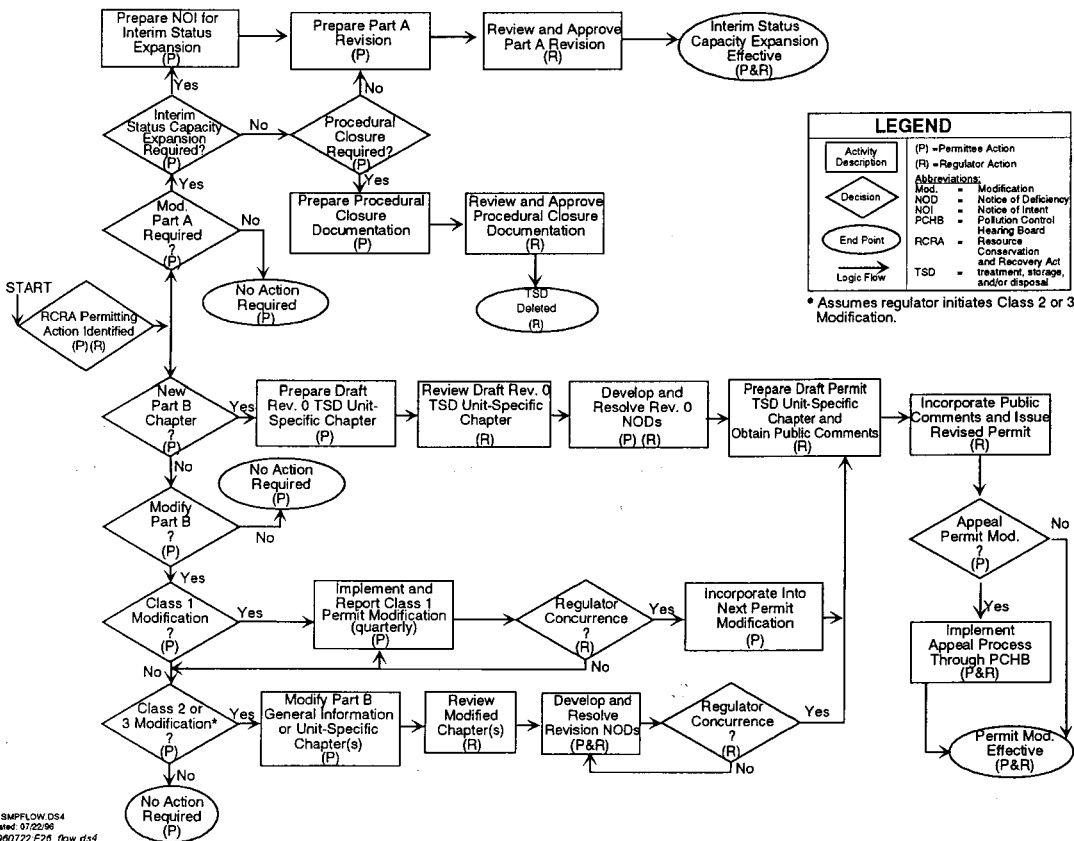 Prepare NOI for
Interim Status
Expansion
(P)
Prepare Part A
Revision
(P)
Review and Approve
Part A Revision
(R)
Interim Status
Capacity Expansion
Effective
(P&R)
Yes
No
Interim
Status Capacity
Expansion
Required?
(P)
No
Procedural
Closure
Required?
(P)
Yes
Yes
Mod.
Part A
Required
?
(P)
No
Prepare Procedural
Closure
Documentation
(P)
Review and Approve
Procedural Closure
Documentation
(R)
No Action
Required
(P)
TSD
Deleted
(R)
START
RCRA Permitting
Action Identified
(P) (R)
LEGEND
Activity
Description
Decision
End Point
Logic Flow
(P) =Permittee Action
(R) =Regulator Action
Abbreviations:
Mod. = Modification
NOD = Notice of Deficiency
NOI = Notice of Intent
PCHB = Pollution Control
Hearing Board
RCRA = Resource
Conservation
and Recovery Act
TSD = treatment, storage,
and/or disposal
* Assumes regulator initiates Class 2 or 3
Modification.
New
Part B
Chapter
?
(P)
Yes
Prepare Draft
Rev. 0 TSD Unit-
Specific Chapter
(P)
Review Draft Rev. 0
TSD Unit-Specific
Chapter
(R)
Develop and
Resolve Rev. 0
NODs
(P) (R)
Prepare Draft Permit
TSD Unit-Specific
Chapter and
Obtain Public Comments
(R)
Incorporate Public
Comments and Issue
Revised Permit
(R)
No
No Action
Required
(P)
Modify
Part B
?
(P)
No
Appeal
Permit Mod.
?
(P)
No
Yes
Yes
Class 1
Modification
?
(P)
Yes
Implement and
Report Class 1
Permit Modification
(quarterly)
(P)
Regulator
Concurrence
?
(R)
Yes
Incorporate Into
Next Permit
Modification
(P)
Implement
Appeal Process
Through PCHB
(P&R)
No
No
Class 2 or
3 Modification*
?
(P)
Yes
Modify Part B
General Information
or Unit-Specific
Chapter(s)
(P)
Review
Modified
Chapter(s)
(R)
Develop and
Resolve
Revision NODs
(P&R)
Regulator
Concurrence
?
(R)
Yes
No
Permit Mod.
Effective
(P&R)
No
No Action
Required
(P)
SMPFLOW.DS4
07/22/96